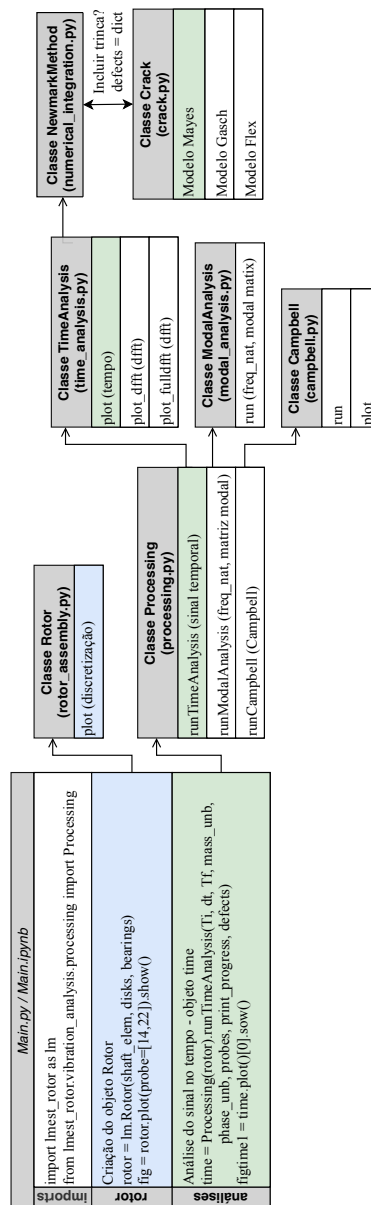 Main.py / Main.ipynb
imports
import lmest_rotor as lm
from lmest_rotor.vibration_analysis.processing import Processing
rotor
Criação do objeto Rotor
rotor = lm.Rotor(shaft_elem, disks, bearings)
fig = rotor.plot(probe=[14,22]).show()
análises
Análise do sinal no tempo - objeto time
time = Processing(rotor).runTimeAnalysis(Ti, dt, Tf, mass_unb,
phase_unb, probes, print_progress, defects)
figtime1 = time.plot()[0].sow()
Classe Rotor
(rotor_assembly.py)
plot (discretização)
Classe Processing
(processing.py)
runTimeAnalysis (sinal temporal)
runModalAnalysis (freq_nat, matriz modal)
runCampbell (Campbell)
Classe TimeAnalysis
(time_analysis.py)
plot (tempo)
plot_dfft (dfft)
plot_fulldfft (dfft)
Classe ModalAnalysis
(modal_analysis.py)
run (freq_nat, modal matix)
Classe Campbell
(campbell.py)
run
plot
Classe NewmarkMethod
(numerical_integration.py)
Incluir trinca?
defects = dict
Classe Crack
(crack.py)
Modelo Mayes
Modelo Gasch
Modelo Flex